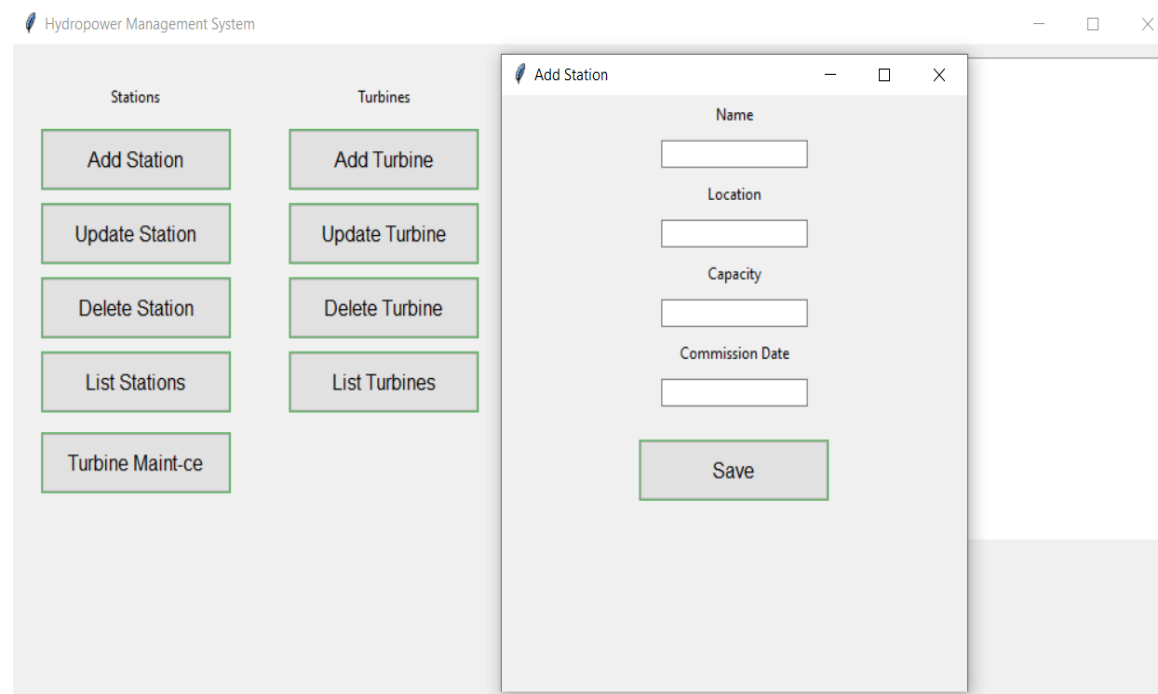 Hydropower Management System
Stations
Turbines
Add Station
Add Turbine
Update Station
Update Turbine
Delete Station
Delete Turbine
List Stations
List Turbines
Turbine Maint-ce
Add Station
Name
Location
Capacity
Commission Date
Save